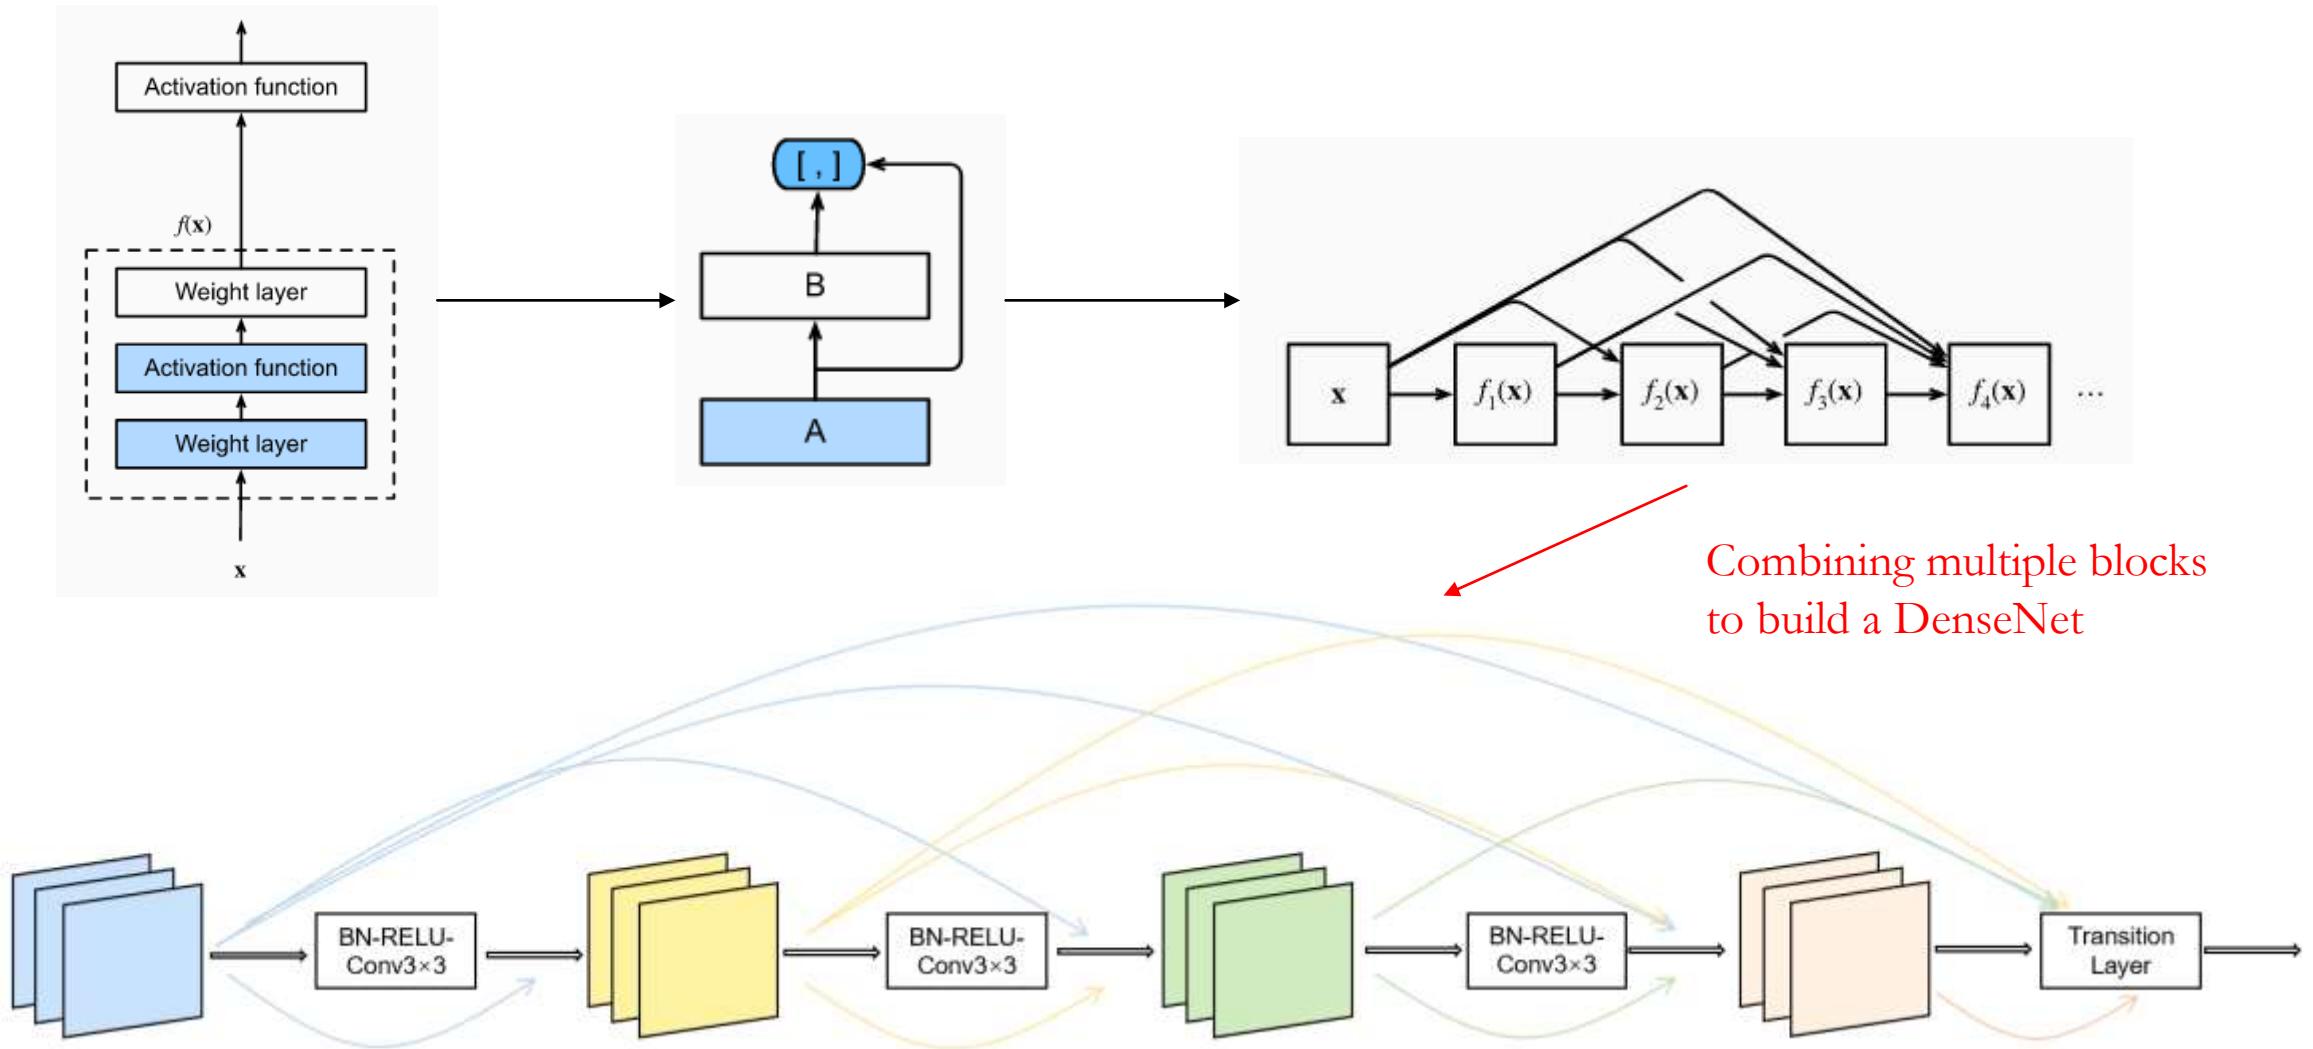 Activation function
f(x)
Weight layer
Activation function
Weight layer
x
[ , ]
B
A
x
f1(x)
f2(x)
f3(x)
f4(x)
...
Combining multiple blocks
to build a DenseNet
BN-RELU-
Conv3×3
BN-RELU-
Conv3×3
BN-RELU-
Conv3×3
Transition
Layer